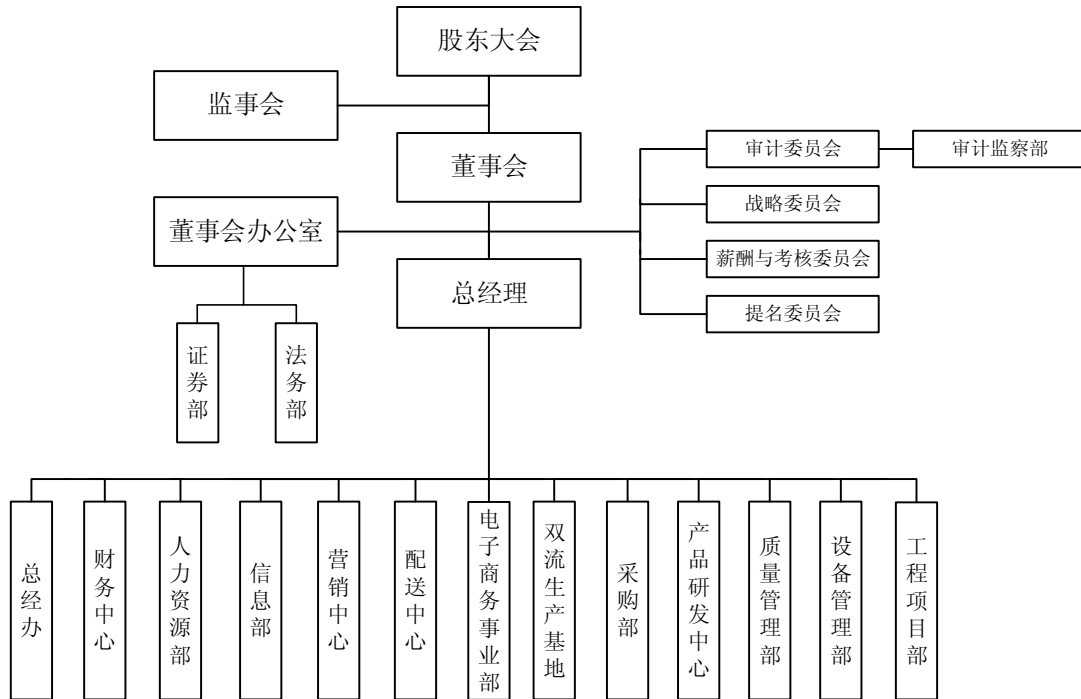 股东大会
监事会
董事会
审计委员会
审计监察部
战略委员会
董事会办公室
薪酬与考核委员会
总经理
提名委员会
证券部
法务部
总经办
财务中心
人力资源部
信息部
营销中心
配送中心
电子商务事业部
双流生产基地
采购部
产品研发中心
质量管理部
设备管理部
工程项目部